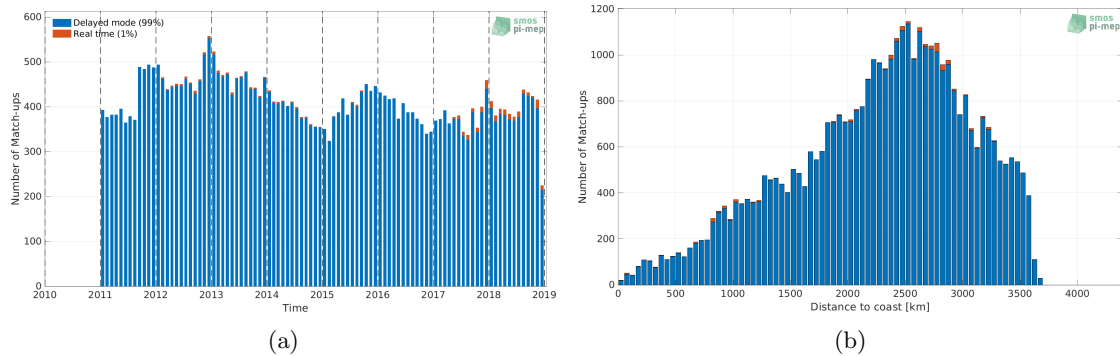 Delayed mode (99%)
Real time (1%)
smos
pi-mep
Number of Match-ups
600
500
400
300
200
100
0
2010
2011
2012
2013
2014
2015
2016
2017
2018
2019
Time
(a)
smos
pi-mep
Number of Match-ups
1200
1000
800
600
400
200
0
0
500
1000
1500
2000
2500
3000
3500
4000
Distance to coast [km]
(b)